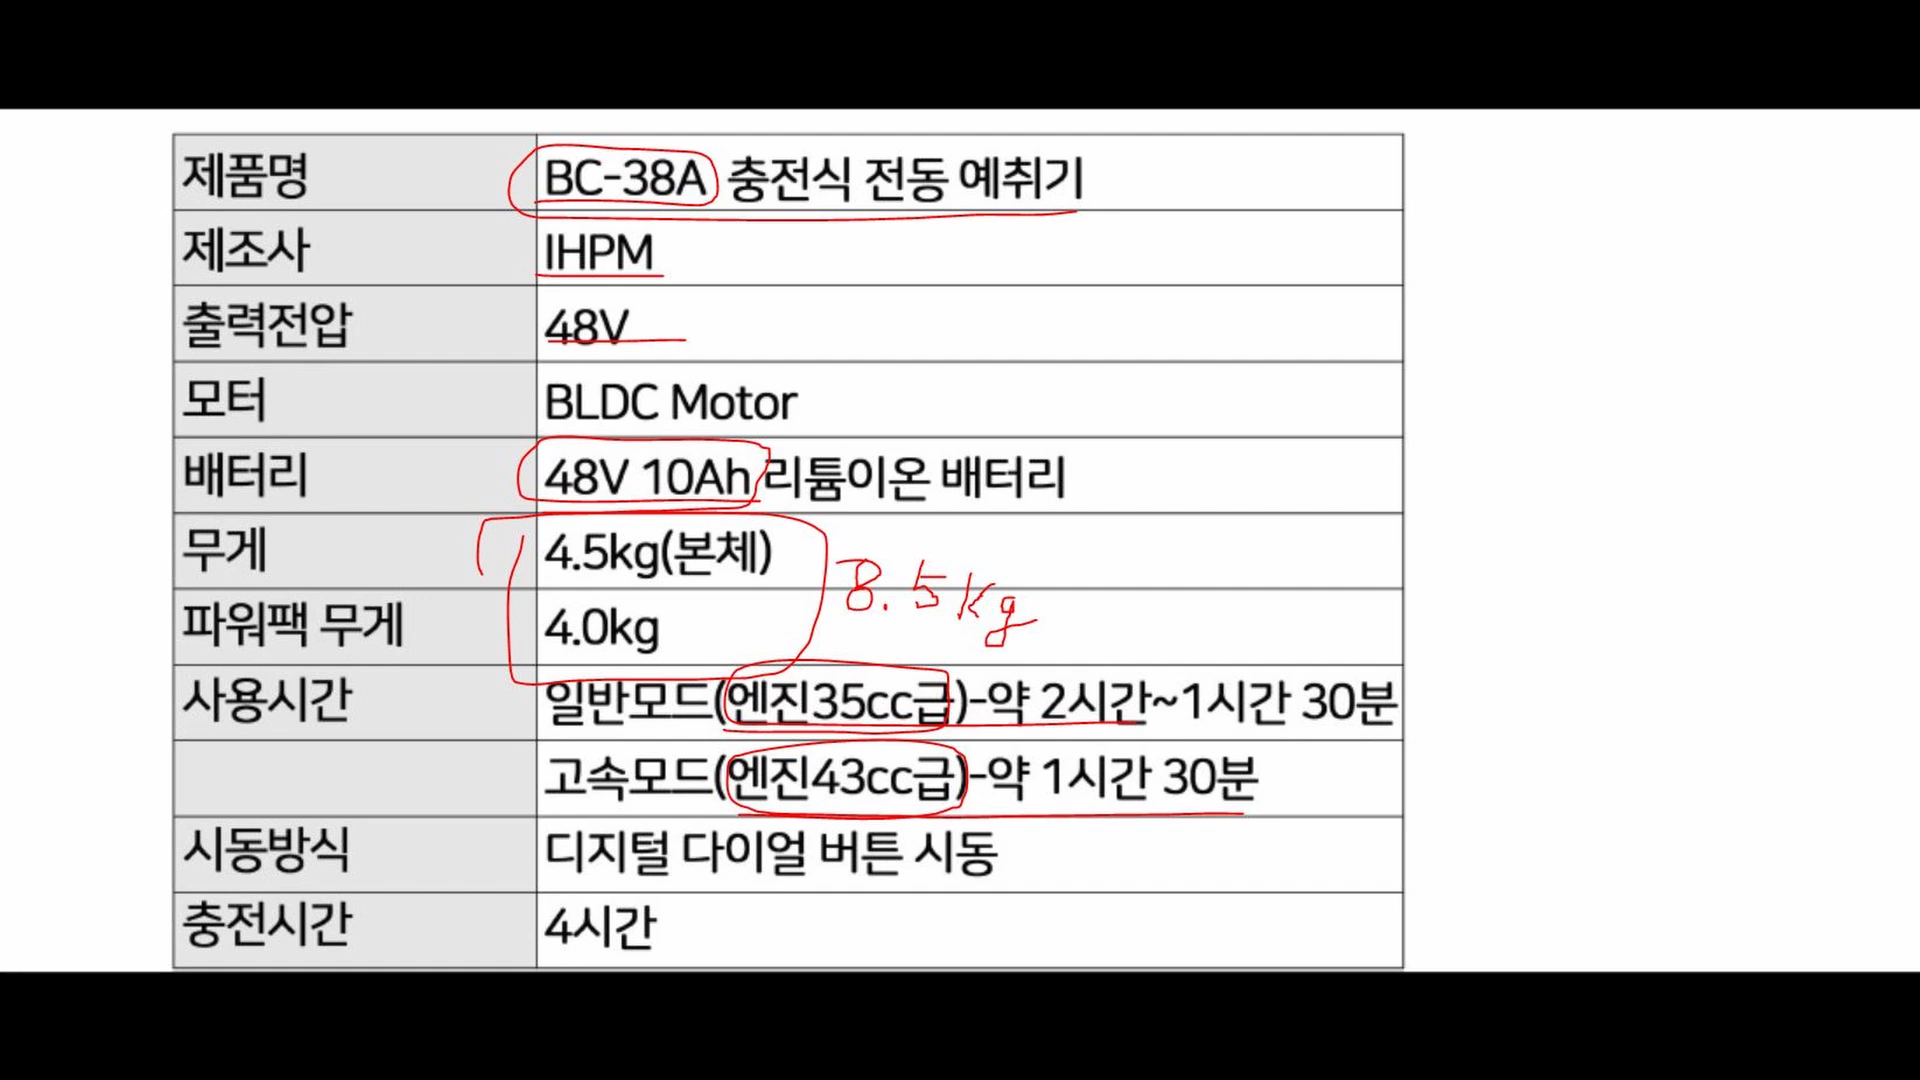 제품명 BC-38A 충전식 전동 예취기
제조사 IHPM
출력전압 48V
모터 BLDC Motor
배터리 48V 10Ah 리튬이온 배터리
무게 4.5kg(본체)
8.5kg
파워팩 무게 4.0kg
사용시간 일반모드(엔진35cc급)-약 2시간~1시간 30분
고속모드(엔진43cc급)-약 1시간 30분
시동방식 디지털 다이얼 버튼 시동
충전시간 4시간